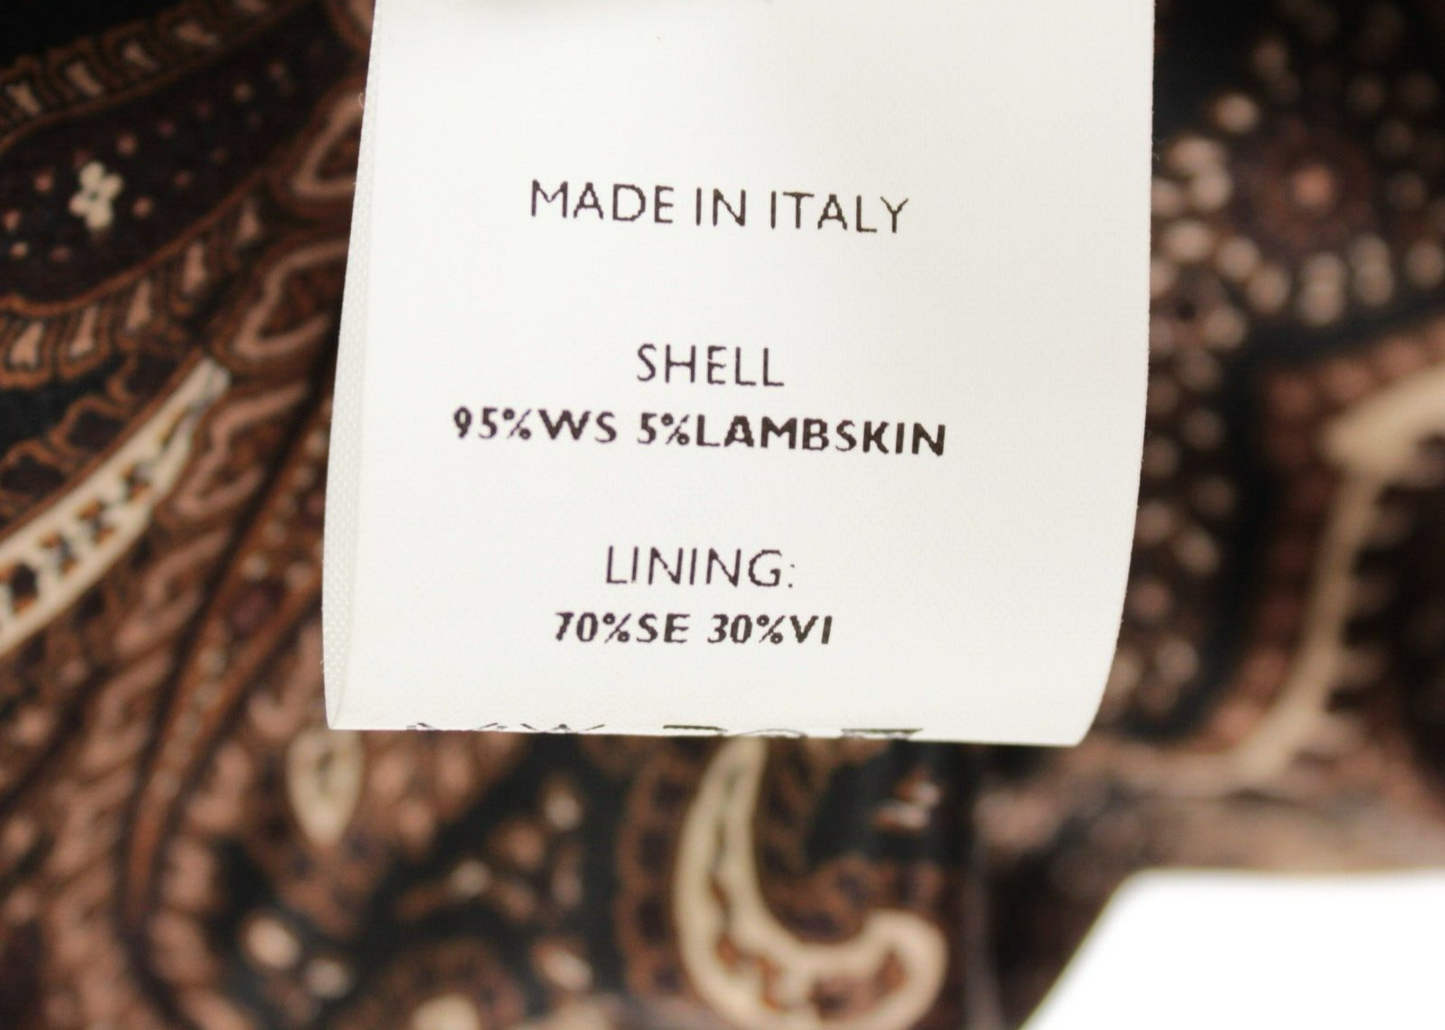 MADE IN ITALY
SHELL
95%WS 5%LAMBSKIN
LINING:
70%SE 30%VI